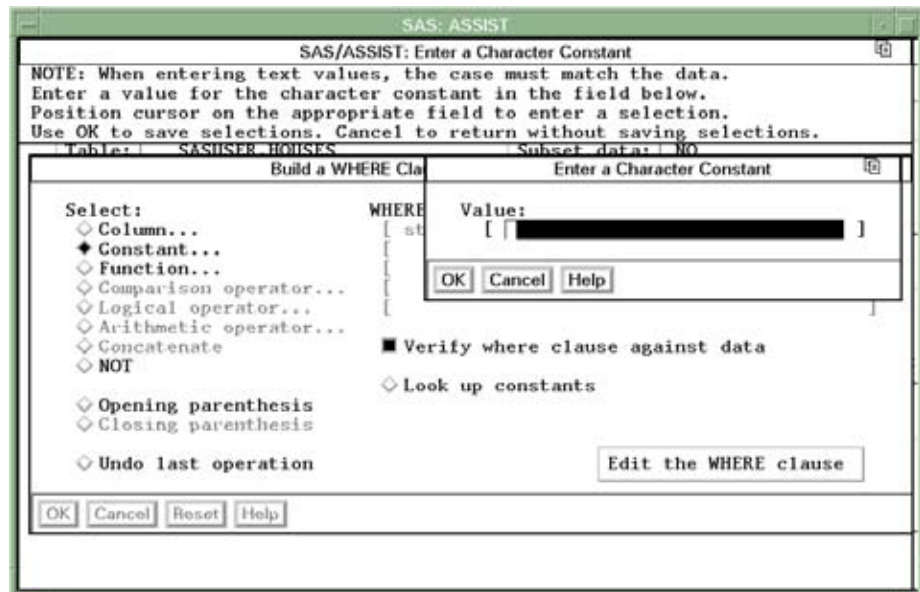 SAS: ASSIST
SAS/ASSIST: Enter a Character Constant
NOTE: When entering text values, the case must match the data.
Enter a value for the character constant in the field below.
Position cursor on the appropriate field to enter a selection.
Use OK to save selections. Cancel to return without saving selections.
Table: SASUSER.HOUSES Subset data: NO
Build a WHERE Cla
Enter a Character Constant
Select:
WHERE
Value:
Column...
[ st
[ ]
Constant...
[
Function...
[
OK Cancel Help
Comparison operator...
[
Logical operator...
[ ]
Arithmetic operator...
Concatenate
Verify where clause against data
NOT
Look up constants
Opening parenthesis
Closing parenthesis
Undo last operation
Edit the WHERE clause
OK Cancel Reset Help